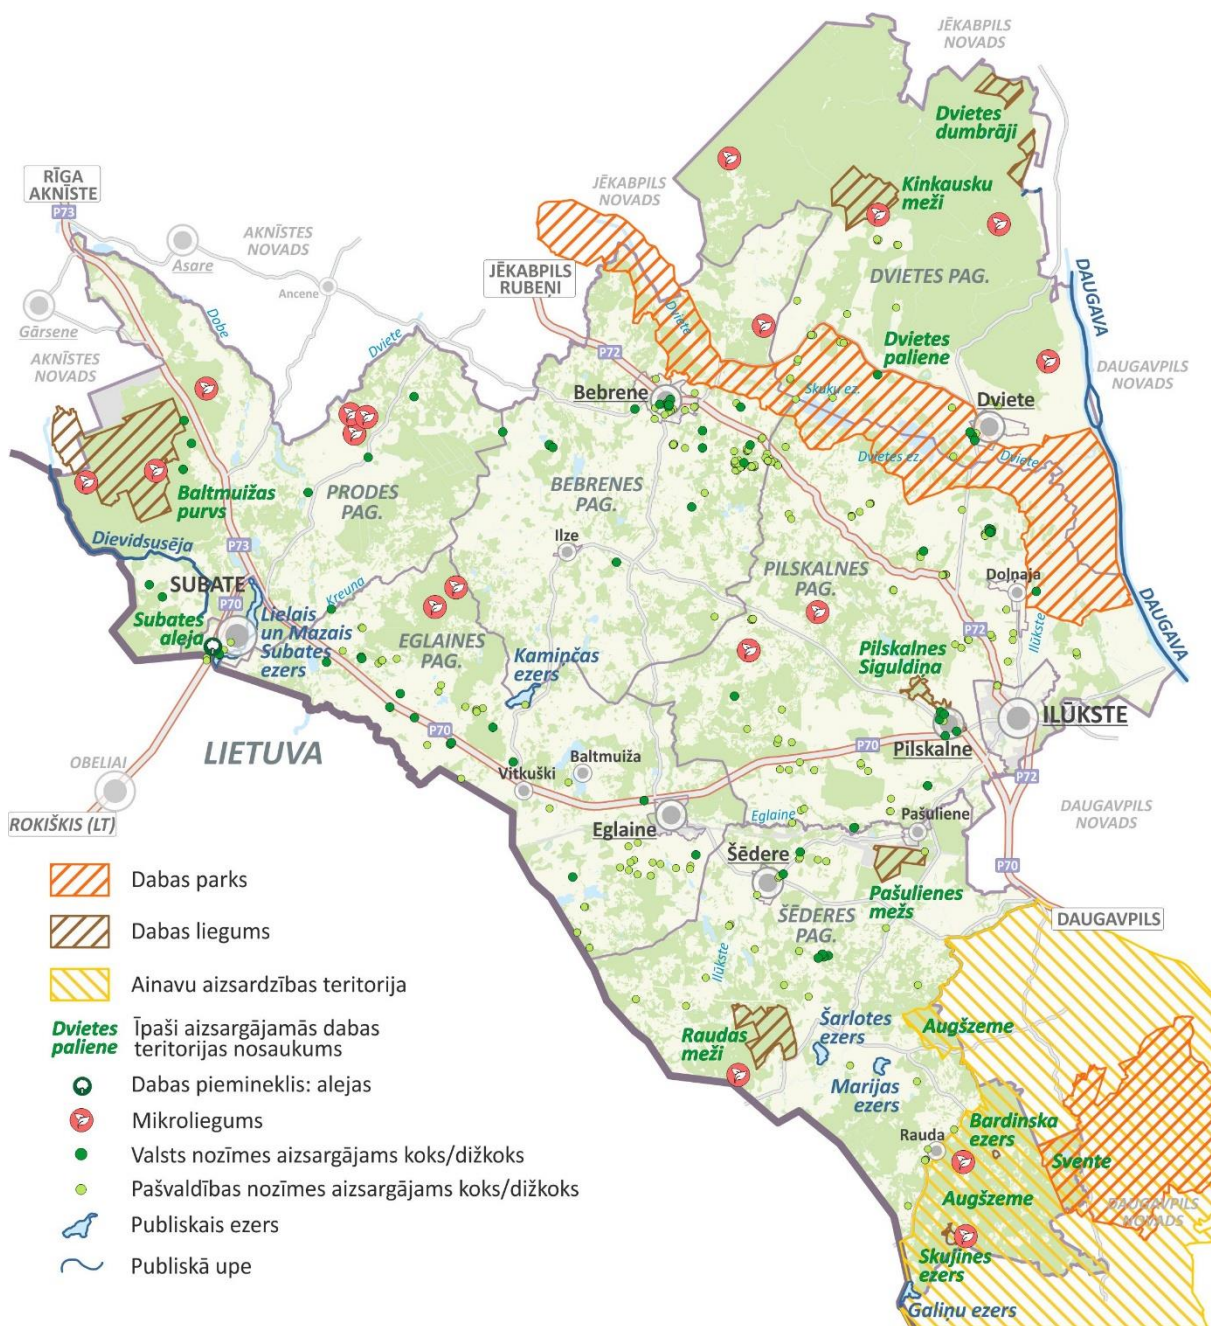 JĒKABPILS
NOVADS
Dvietes
dumbrāji
RĪGA
AKNĪSTE
P73
JĒKABPILS
NOVADS
Kinkausku
meži
AKNĪSTES
NOVADS
Asare
Ancene
JĒKABPILS
RUBEŅI
DVIETES PAG.
DAUGAVA
Gārsene
Dobe
Dviete
Dviete
AKNĪSTES
NOVADS
P72
Dvietes
paliene
DAUGAVPILS
NOVADS
Bebrene
Skuķu ez.
Dviete
Dvietes ez.
Dviete
Baltmuižas
purvs
PRODES
PAG.
BEBRENES
PAG.
Dievidsusēja
P73
Ilze
PILSKALNES
PAG.
Doļnaja
SUBATE
P70
Kreuna
Subates
aleja
Lielais
un Mazais
Subates
ezers
EGLAINES
PAG.
Kamiņčas
ezers
P72
Ilūkste
DAUGAVA
Pilskalnes
Siguldiņa
ILŪKSTE
LIETUVA
P70
P70
Pilskalne
OBELIAI
Vitkuški
Baltmuiža
P72
ROKIŠKIS (LT)
Eglaine
Eglaine
Pašuliene
DAUGAVPILS
NOVADS
Šēdere
P70
Pašulienes
mežs
ŠĒDERES
PAG.
DAUGAVPILS
Ilūkste
Raudas
meži
Šarlotes
ezers
Augšzeme
Marijas
ezers
Rauda
Bardinska
ezers
Svente
Augšzeme
DAUGAVPILS
NOVADS
Skuķines
ezers
Galiņu ezers
Dabas parks
Dabas liegums
Ainavu aizsardzības teritorija
Dvietes
paliene
Īpaši aizsargājamās dabas
teritorijas nosaukums
Dabas piemineklis: alejas
Mikroliegums
Valsts nozīmes aizsargājams koks/dižkoks
Pašvaldības nozīmes aizsargājams koks/dižkoks
Publiskais ezers
Publiskā upe